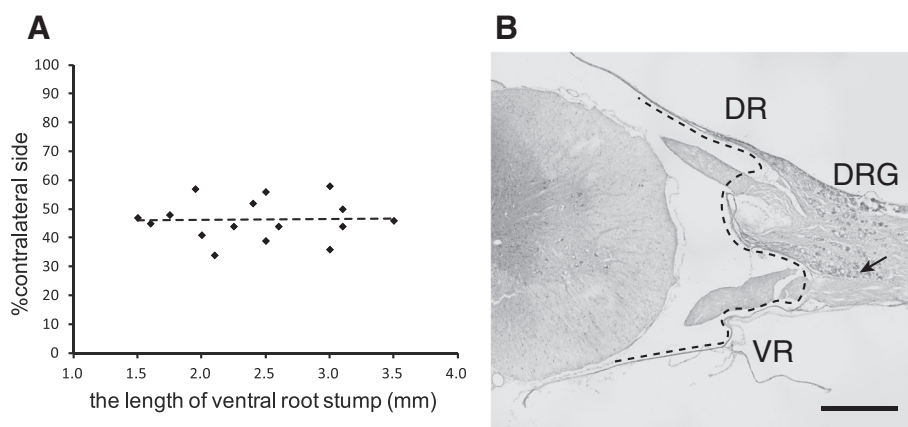 A
100
90
80
70
60
50
40
30
20
10
0
%contralateral side
1.0 1.5 2.0 2.5 3.0 3.5 4.0
the length of ventral root stump (mm)
B
DR
DRG
VR